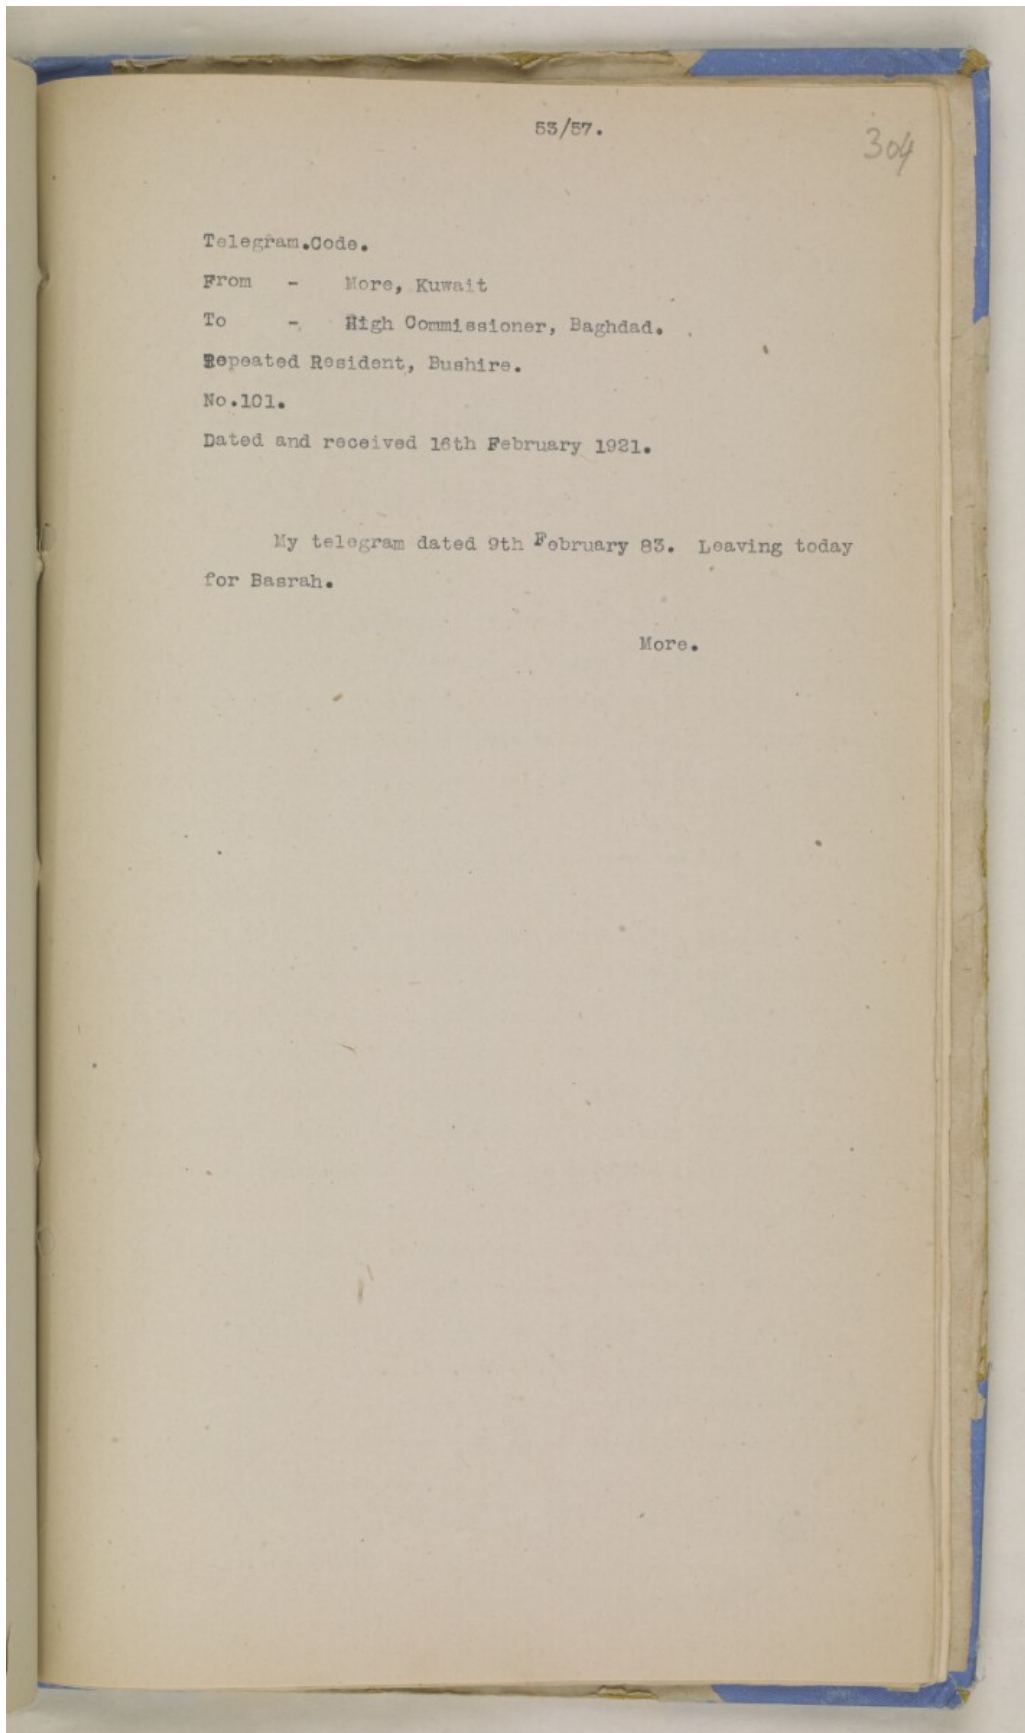 53/57.
304
Telegram.Code.
From - More, Kuwait
To - High Commissioner, Baghdad.
Repeated Resident, Bushire.
No.101.
Dated and received 16th February 1921.
My telegram dated 9th February 83. Leaving today
for Basrah.
More.